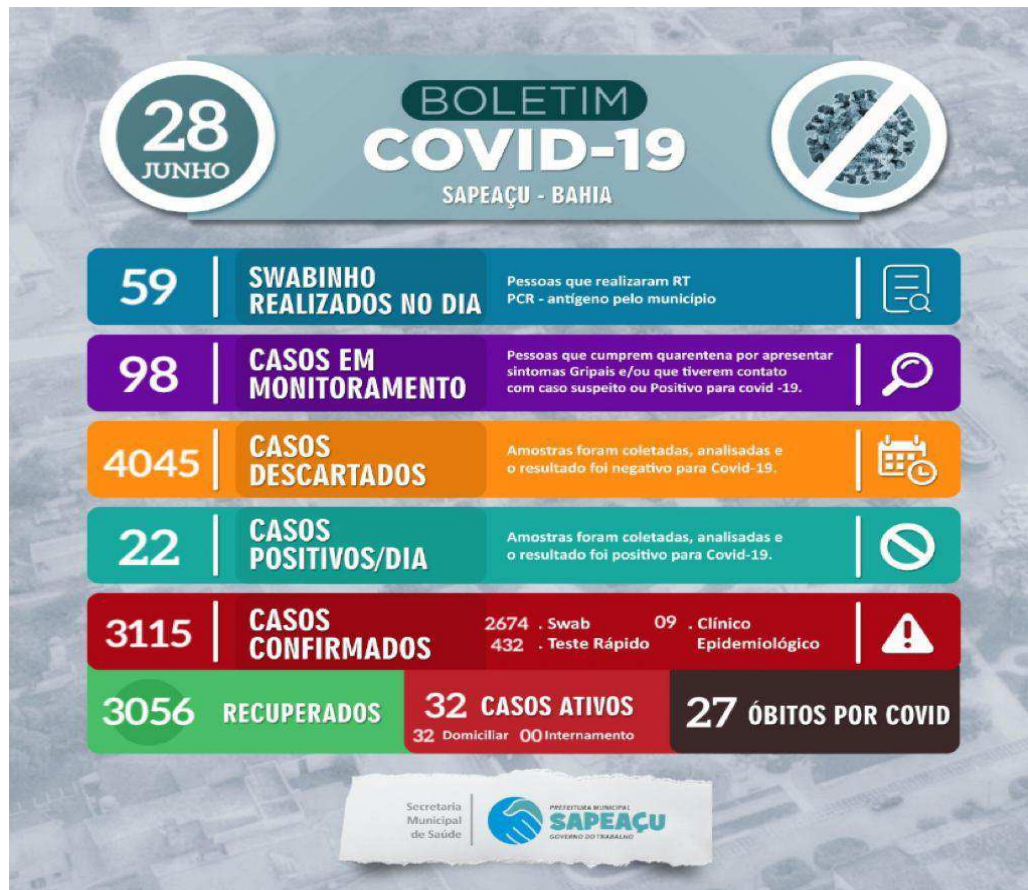 28
JUNHO
BOLETIM
COVID-19
SAPEAÇU - BAHIA
59
SWABINHO
REALIZADOS NO DIA
Pessoas que realizaram RT
PCR - antígeno pelo município
98
CASOS EM
MONITORAMENTO
Pessoas que cumprem quarentena por apresentar
sintomas Gripais e/ou que tiverem contato
com caso suspeito ou Positivo para covid -19.
4045
CASOS
DESCARTADOS
Amostras foram coletadas, analisadas e
o resultado foi negativo para Covid-19.
22
CASOS
POSITIVOS/DIA
Amostras foram coletadas, analisadas e
o resultado foi positivo para Covid-19.
3115
CASOS
CONFIRMADOS
2674 . Swab
432 . Teste Rápido
09 . Clínico
Epidemiológico
3056 RECUPERADOS
32 CASOS ATIVOS
32 Domiciliar 00 Internamento
27 ÓBITOS POR COVID
Secretaria
Municipal
de Saúde
PREFEITURA MUNICIPAL
SAPEAÇU
GOVERNO DO TRABALHO